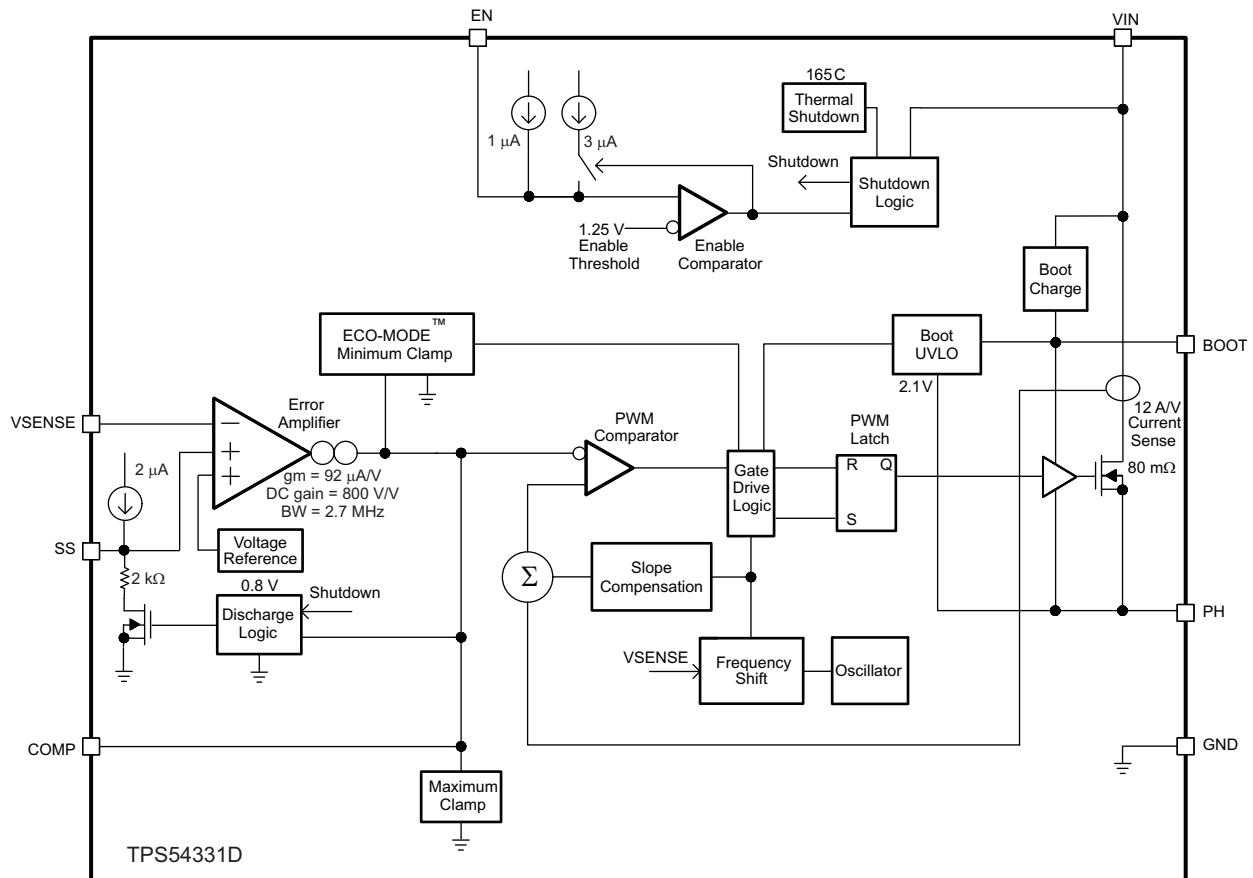 EN
VIN
165C
Thermal
Shutdown
1 μA
3 μA
Shutdown
Shutdown
Logic
1.25 V
Enable
Threshold
Enable
Comparator
Boot
Charge
ECO-MODE™
Minimum Clamp
Boot
UVLO
BOOT
2.1V
12 A/V
Current
Sense
VSENSE
Error
Amplifier
PWM
Comparator
PWM
Latch
−
+
+
2 μA
gm = 92 μA/V
DC gain = 800 V/V
BW = 2.7 MHz
Gate
Drive
Logic
R
Q
S
80 mΩ
SS
Voltage
Reference
2 kΩ
0.8 V
Shutdown
Discharge
Logic
Σ
Slope
Compensation
PH
VSENSE
Frequency
Shift
Oscillator
COMP
GND
Maximum
Clamp
TPS54331D